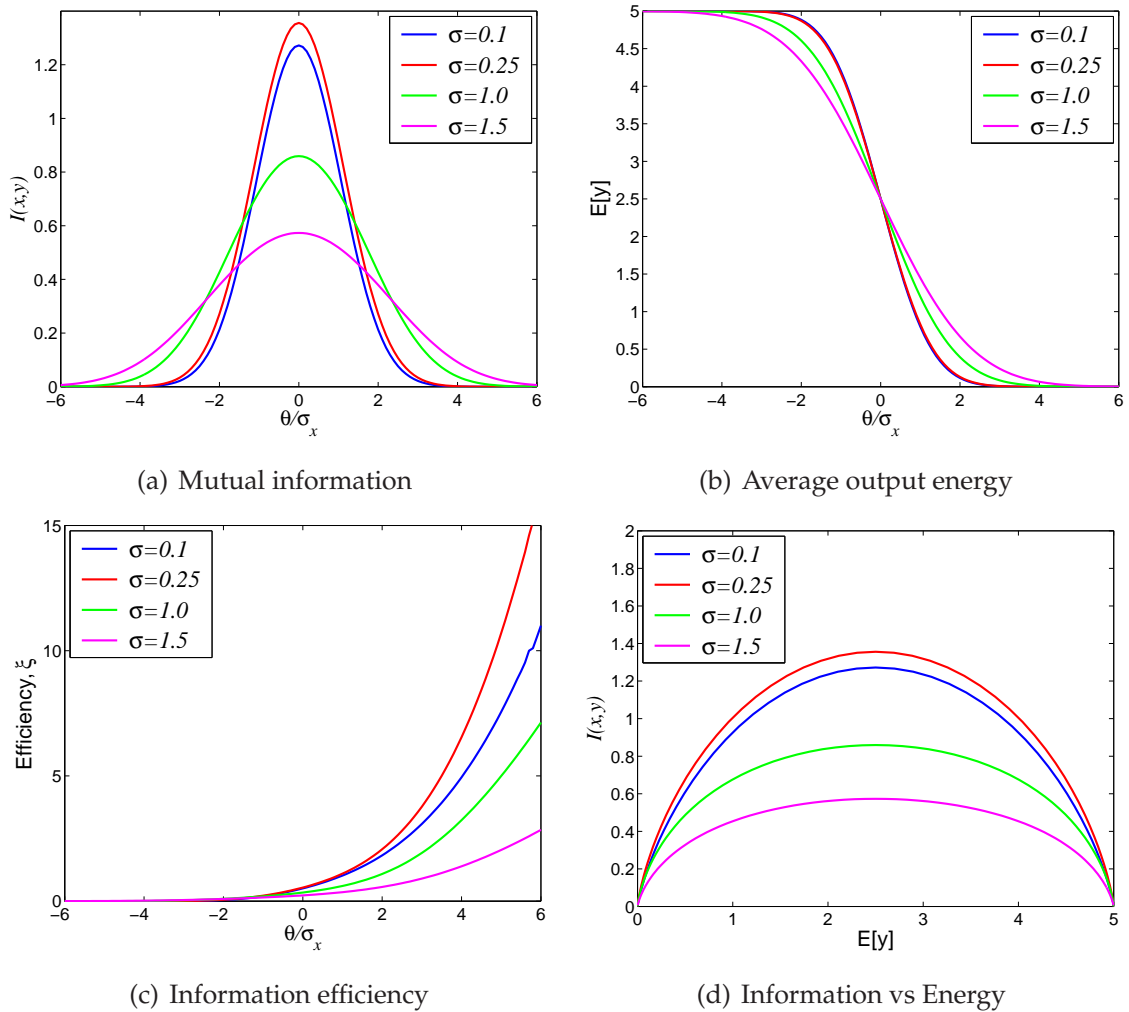 1.2
1
0.8
0.6
0.4
0.2
0
I(x,y)
−6 −4 −2 0 2 4 6
θ/σx
σ=0.1
σ=0.25
σ=1.0
σ=1.5
(a) Mutual information
5
4.5
4
3.5
3
2.5
2
1.5
1
0.5
0
E[y]
−6 −4 −2 0 2 4 6
θ/σx
σ=0.1
σ=0.25
σ=1.0
σ=1.5
(b) Average output energy
15
10
5
0
Efficiency, ξ
−6 −4 −2 0 2 4 6
θ/σx
σ=0.1
σ=0.25
σ=1.0
σ=1.5
(c) Information efficiency
2
1.8
1.6
1.4
1.2
1
0.8
0.6
0.4
0.2
0
I(x,y)
0 1 2 3 4 5
E[y]
σ=0.1
σ=0.25
σ=1.0
σ=1.5
(d) Information vs Energy